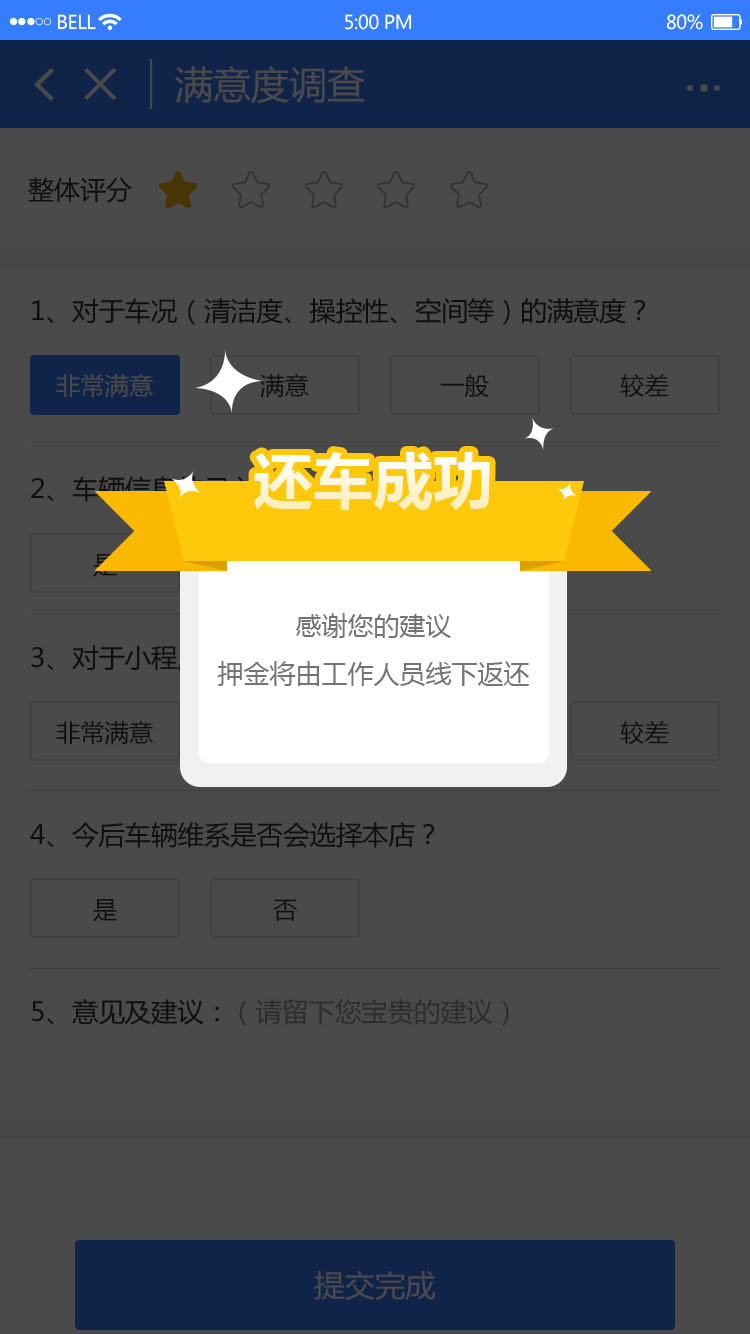 BELL 5:00 PM 80%
满意度调查
整体评分
1、对于车况（清洁度、操控性、空间等）的满意度？
非常满意 满意 一般 较差
2、车辆信息
还车成功
是
感谢您的建议
3、对于小程
押金将由工作人员线下返还
非常满意 较差
4、今后车辆维系是否会选择本店？
是 否
5、意见及建议：（请留下您宝贵的建议）
提交完成